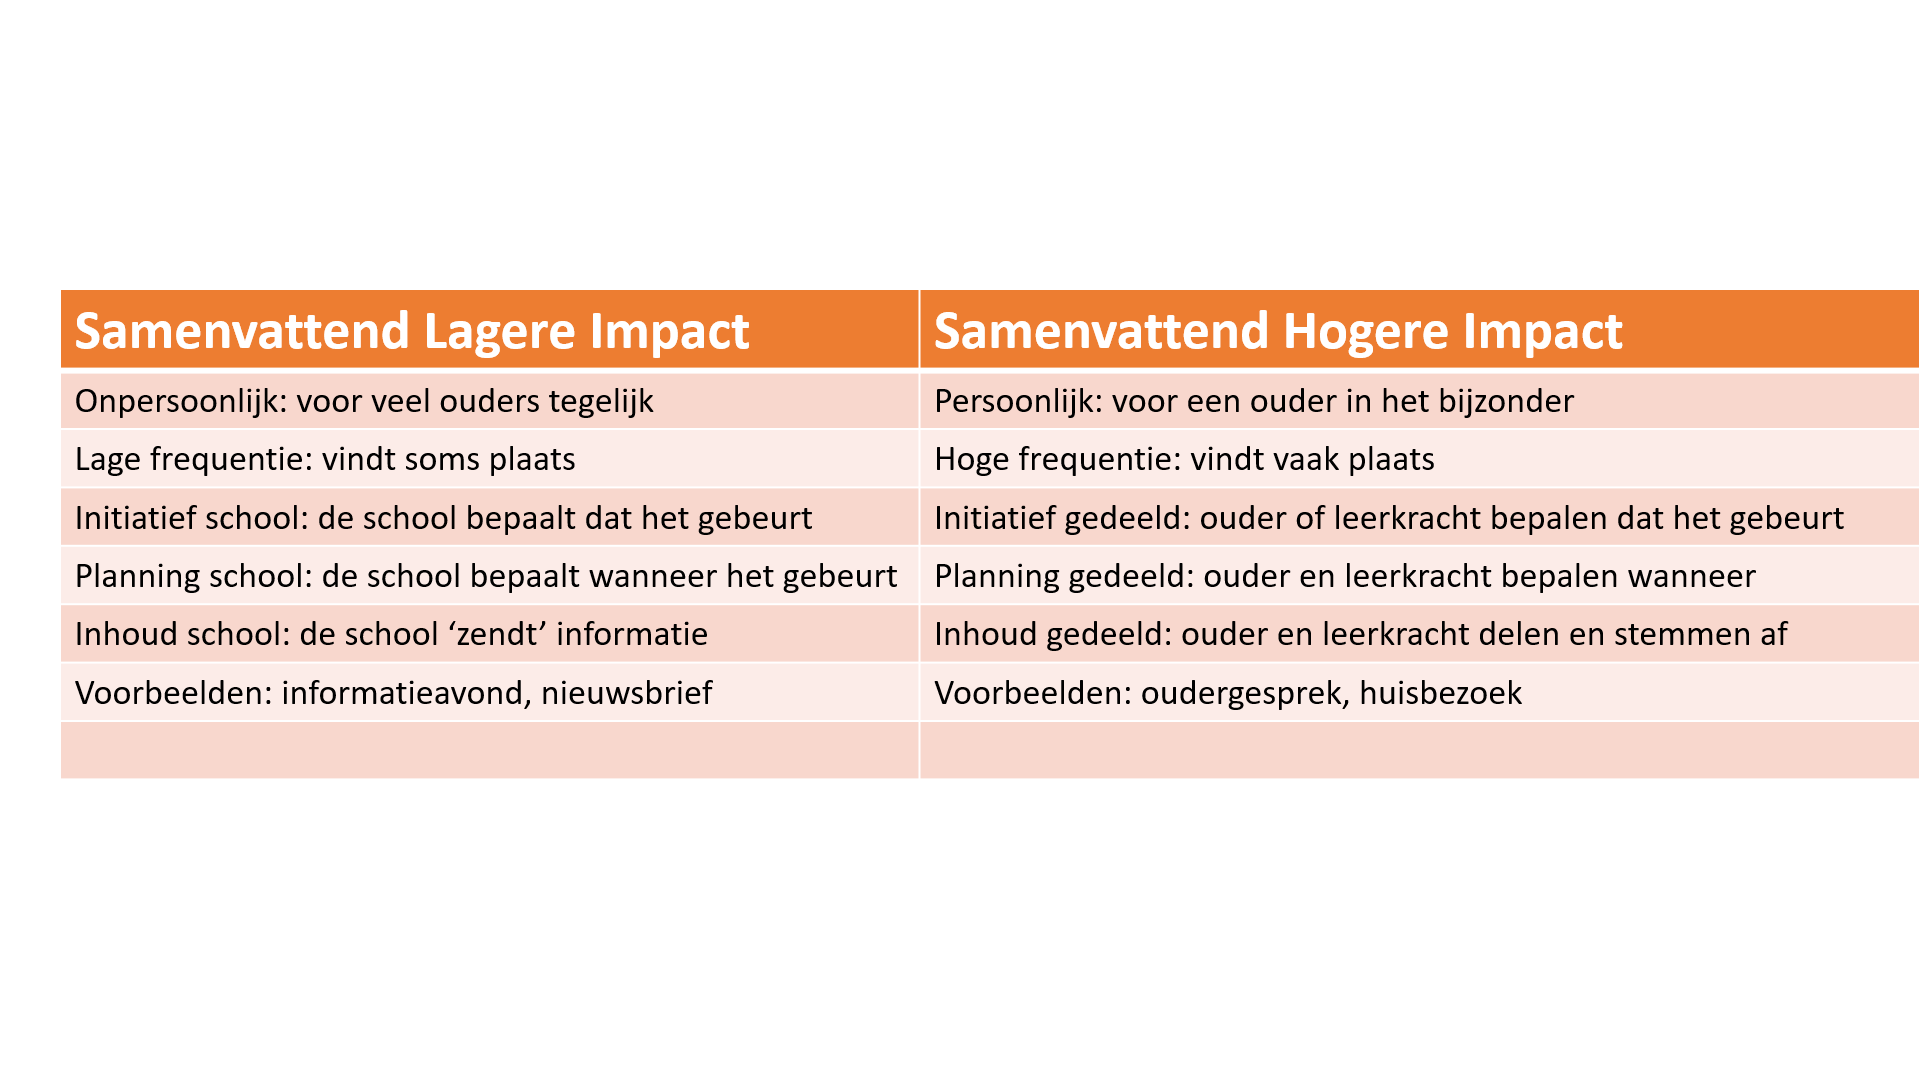 Samenvattend Lagere Impact
Samenvattend Hogere Impact
Onpersoonlijk: voor veel ouders tegelijk
Persoonlijk: voor een ouder in het bijzonder
Lage frequentie: vindt soms plaats
Hoge frequentie: vindt vaak plaats
Initiatief school: de school bepaalt dat het gebeurt
Initiatief gedeeld: ouder of leerkracht bepalen dat het gebeurt
Planning school: de school bepaalt wanneer het gebeurt
Planning gedeeld: ouder en leerkracht bepalen wanneer
Inhoud school: de school ‘zendt’ informatie
Inhoud gedeeld: ouder en leerkracht delen en stemmen af
Voorbeelden: informatieavond, nieuwsbrief
Voorbeelden: oudergesprek, huisbezoek